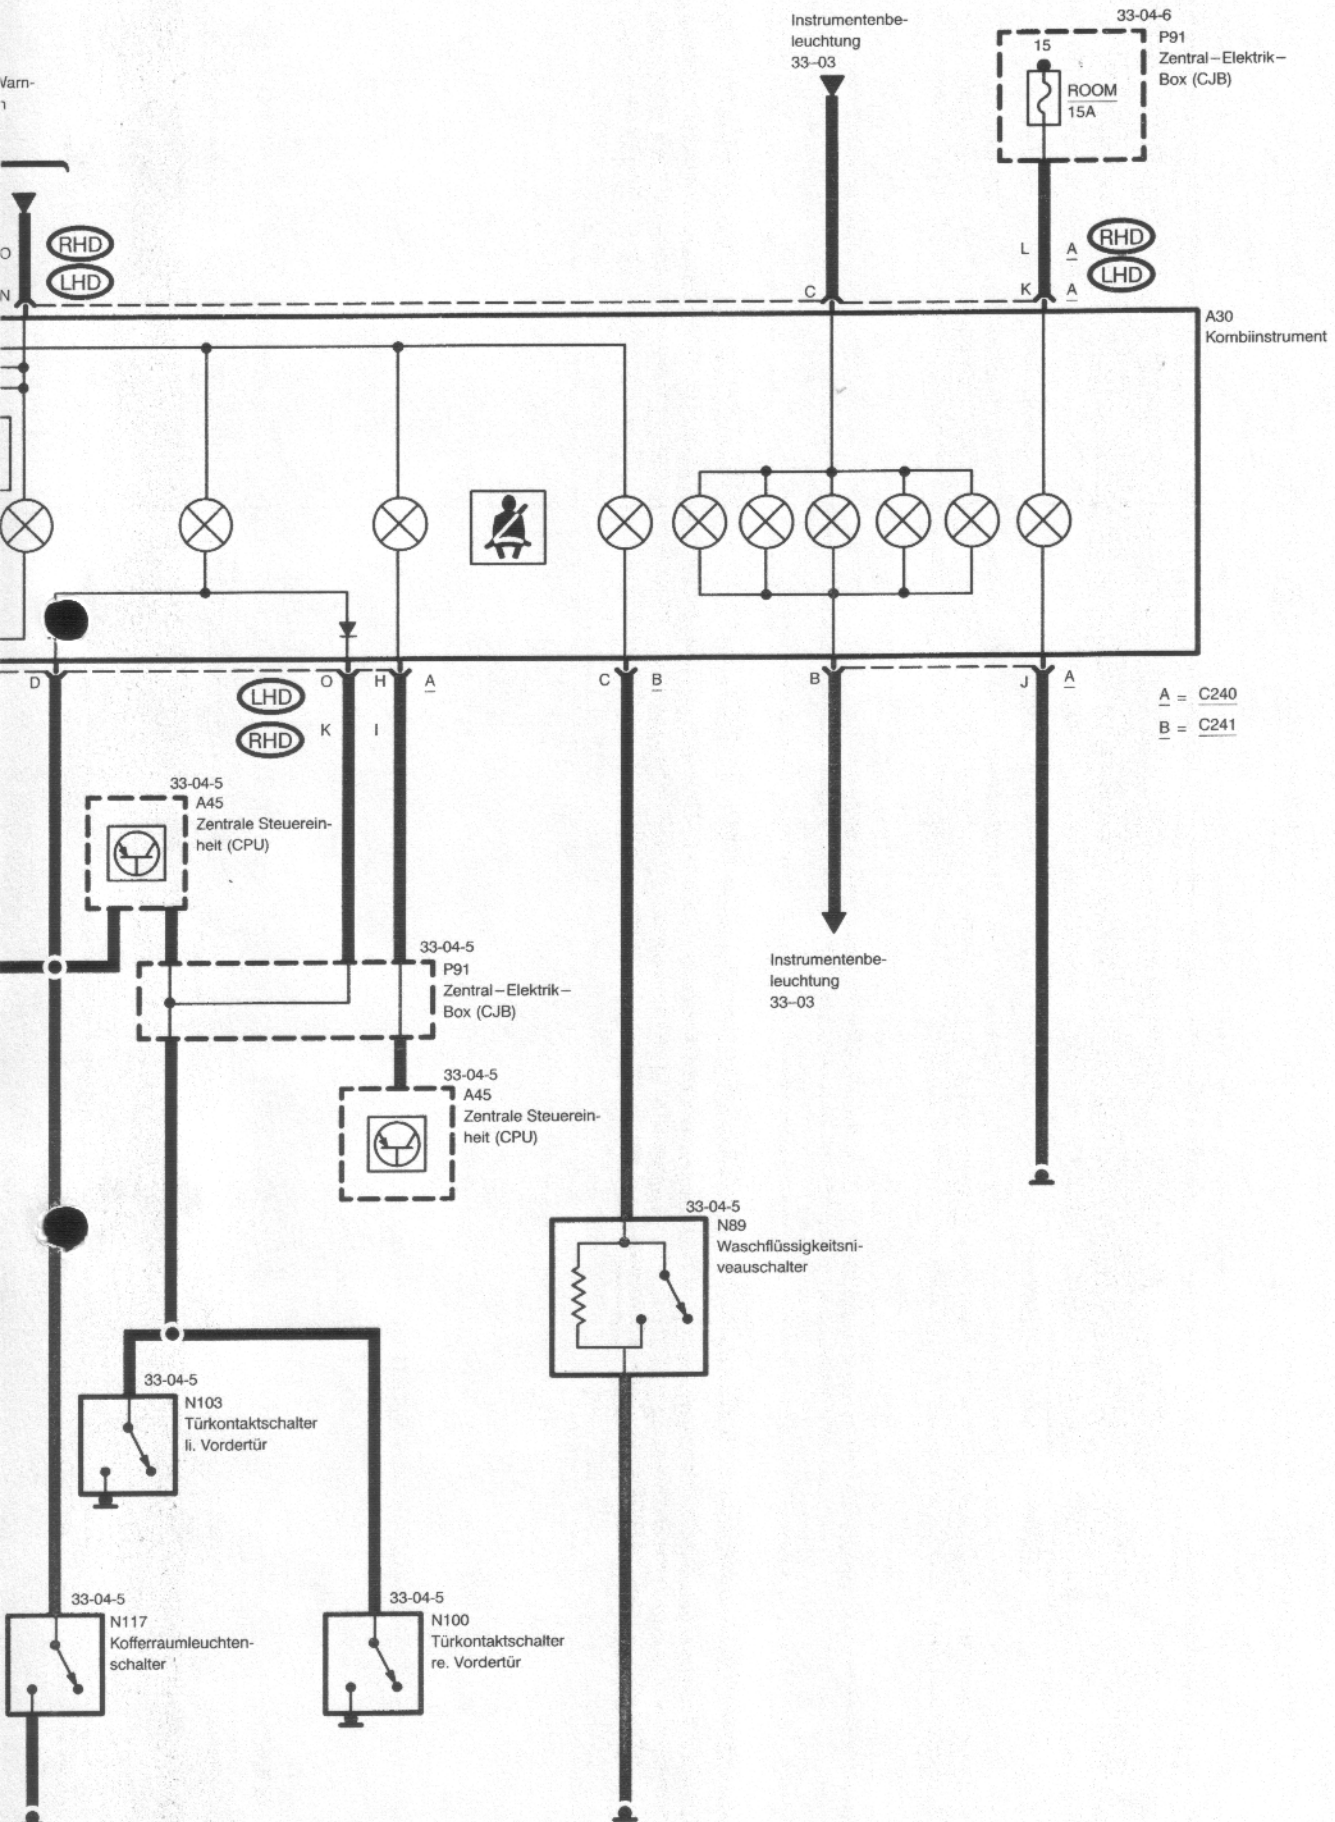 Instrumentenbe-
leuchtung
33–03
33-04-6
P91
Zentral–Elektrik–
Box (CJB)
15
ROOM
15A
O
RHD
N
LHD
C
L
A
RHD
K
A
LHD
A30
Kombiinstrument
D
LHD
O
H
A
RHD
K
I
C
B
B
J
A
A = C240
B = C241
33-04-5
A45
Zentrale Steuerein-
heit (CPU)
33-04-5
P91
Zentral–Elektrik–
Box (CJB)
Instrumentenbe-
leuchtung
33–03
33-04-5
A45
Zentrale Steuerein-
heit (CPU)
33-04-5
N89
Waschflüssigkeitsni-
veauschalter
33-04-5
N103
Türkontaktschalter
li. Vordertür
33-04-5
N117
Kofferraumleuchten-
schalter
33-04-5
N100
Türkontaktschalter
re. Vordertür